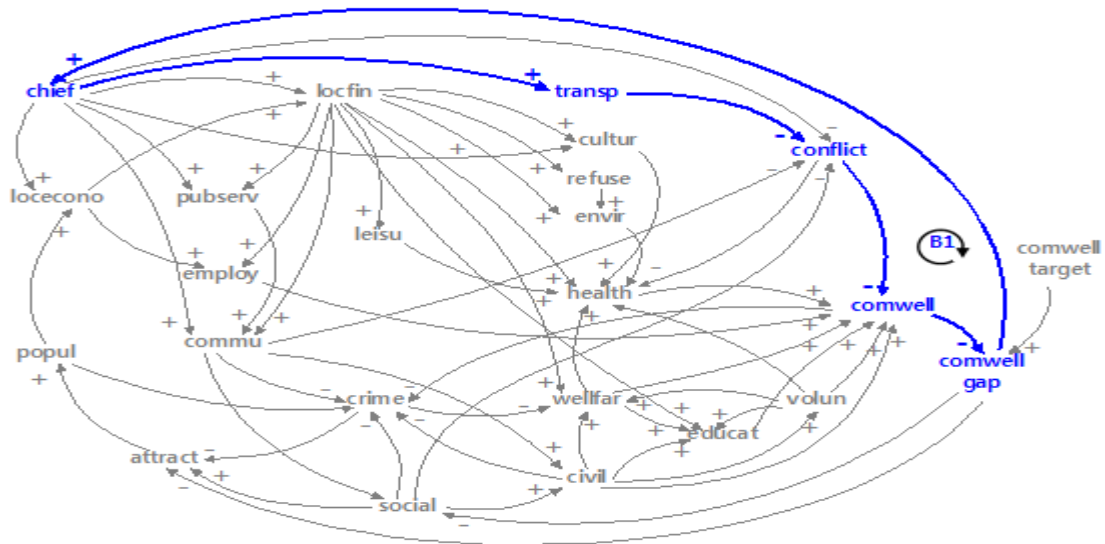 chief
locfin
transp
cultur
conflict
refuse
locecono
pubserv
envir
leisu
B1
comwell
target
employ
health
comwell
commu
popul
comwell
gap
crime
wellfar
volun
educat
attract
civil
social